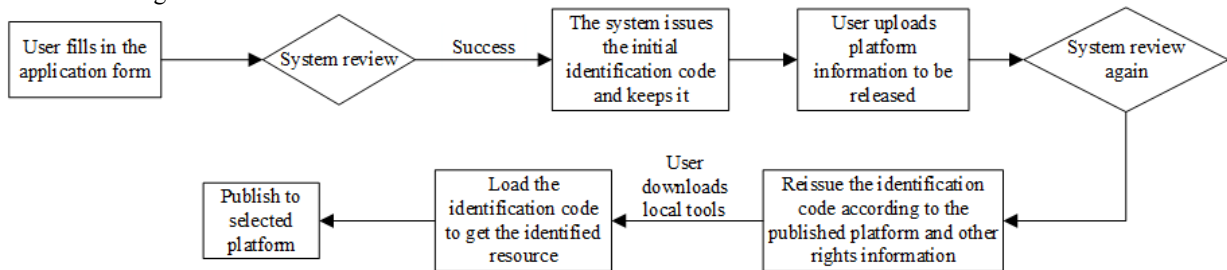 User fills in the
application form
System review
Success
The system issues
the initial
identification code
and keeps it
User uploads
platform
information to be
released
System review
again
Publish to
selected
platform
Load the
identification code
to get the identified
resource
User
downloads
local tools
Reissue the identification
code according to the
published platform and other
rights information